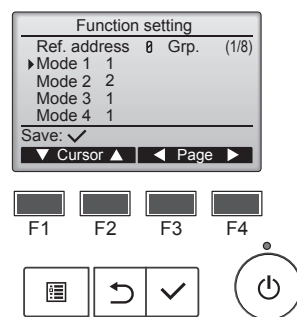 Function setting
Ref. address 0 Grp. (1/8)
Mode 1 1
Mode 2 2
Mode 3 1
Mode 4 1
Save:
Cursor Page
F1 F2 F3 F4